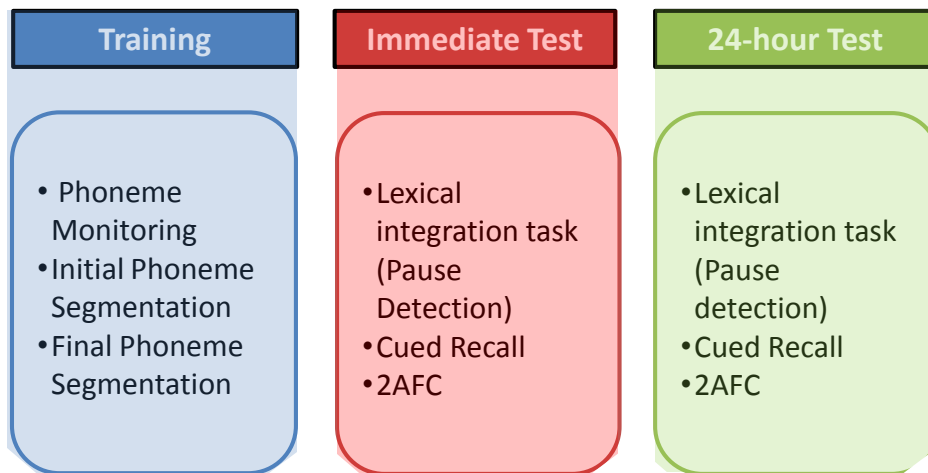 Training
• Phoneme
Monitoring
•Initial Phoneme
Segmentation
•Final Phoneme
Segmentation
Immediate Test
•Lexical
integration task
(Pause
Detection)
•Cued Recall
•2AFC
24-hour Test
•Lexical
integration task
(Pause
detection)
•Cued Recall
•2AFC